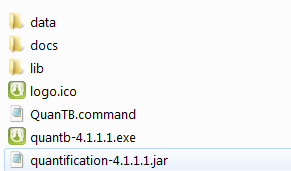 data
docs
lib
logo.ico
QuanTB.command
quantb-4.1.1.1.exe
quantification-4.1.1.1.jar